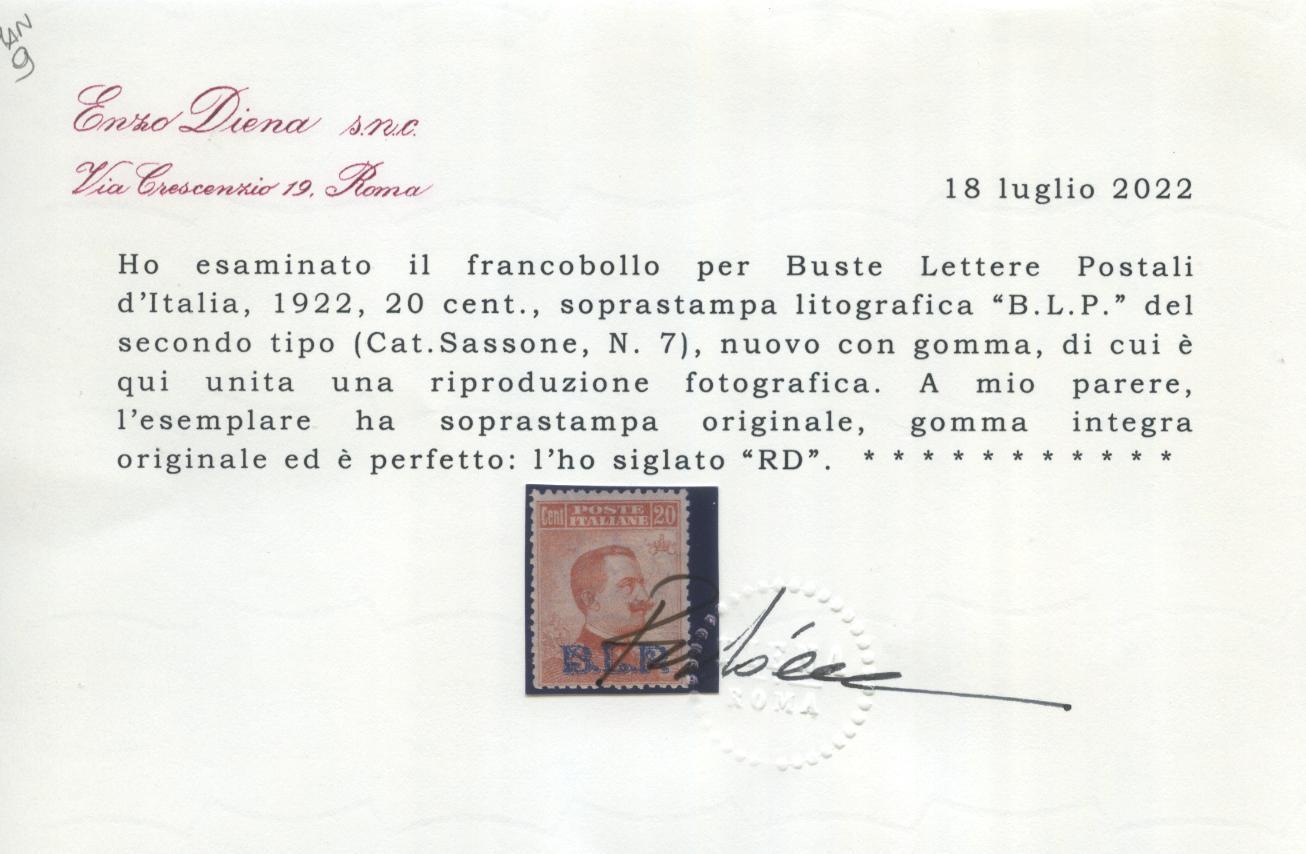 Enzo Diena s.n.c.
Via Crescenzio 19, Roma
18 luglio 2022
Ho esaminato il francobollo per Buste Lettere Postali
d'Italia, 1922, 20 cent., soprastampa litografica “B.L.P.” del
secondo tipo (Cat.Sassone, N. 7), nuovo con gomma, di cui è
qui unita una riproduzione fotografica. A mio parere,
l'esemplare ha soprastampa originale, gomma integra
originale ed è perfetto: l'ho siglato “RD”. * * * * * * * * * * *
Cent POSTE ITALIANE 20
B.L.P.
ROMA